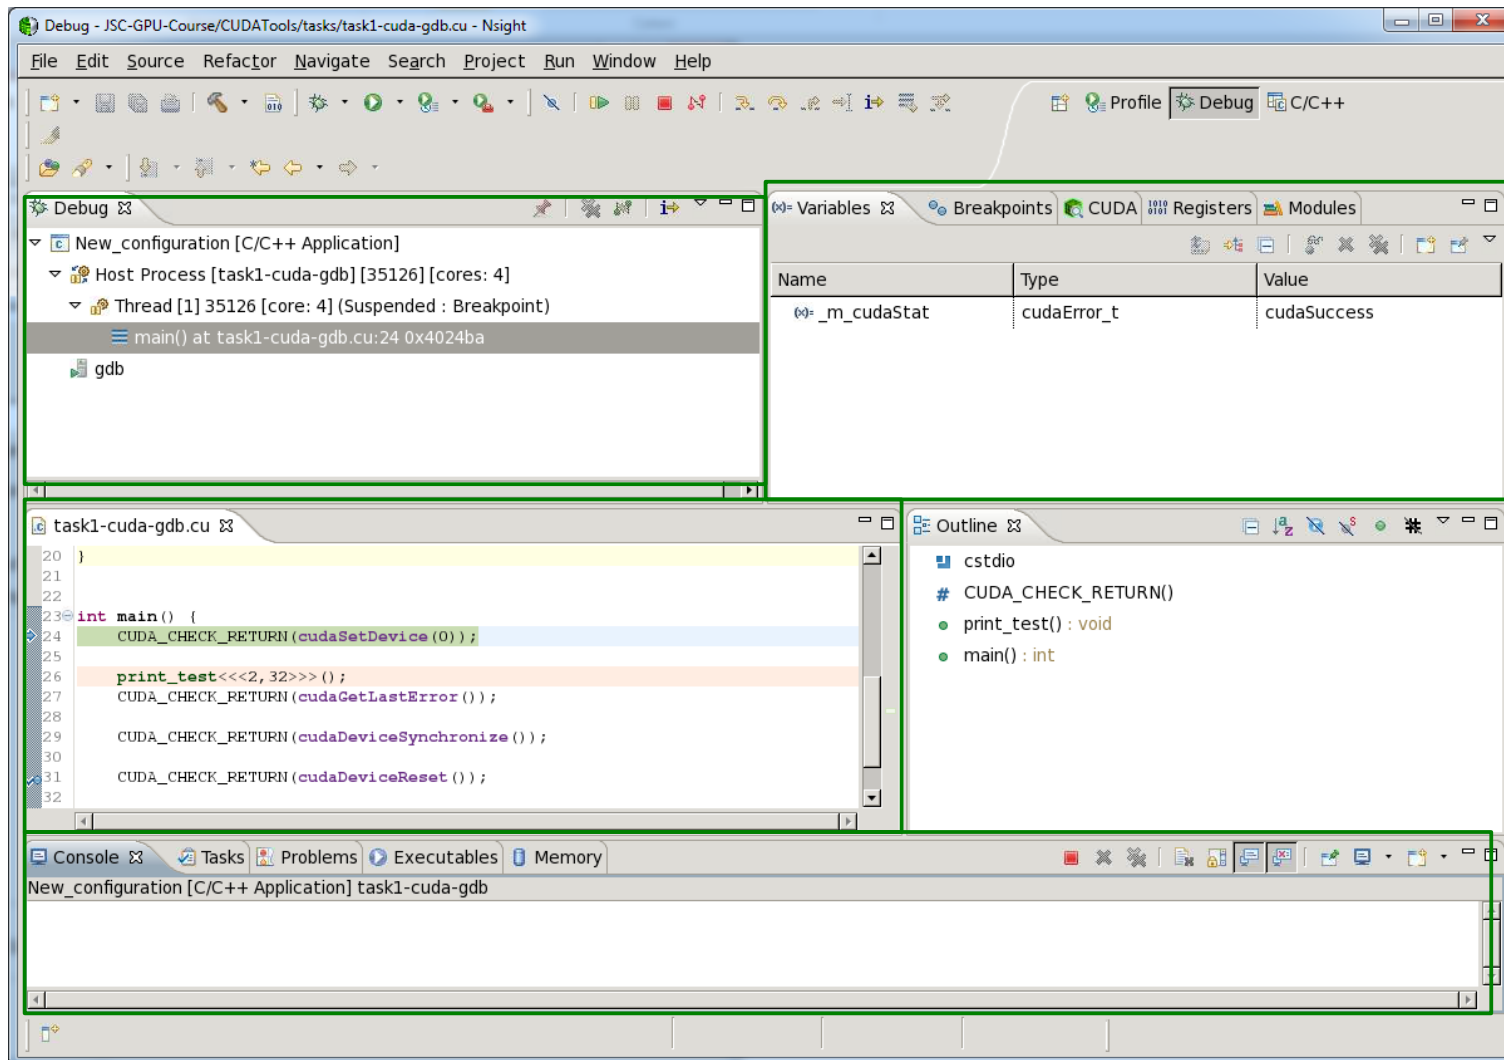 Debug - JSC-GPU-Course/CUDATools/tasks/task1-cuda-gdb.cu - Nsight
File Edit Source Refactor Navigate Search Project Run Window Help
Profile Debug C/C++
Debug
New_configuration [C/C++ Application]
Host Process [task1-cuda-gdb] [35126] [cores: 4]
Thread [1] 35126 [core: 4] (Suspended : Breakpoint)
main() at task1-cuda-gdb.cu:24 0x4024ba
gdb
(x)= Variables Breakpoints CUDA 1010 0101 Registers Modules
Name Type Value
(x)= _m_cudaStat cudaError_t cudaSuccess
task1-cuda-gdb.cu
20 }
21
22
23 int main() {
24 CUDA_CHECK_RETURN(cudaSetDevice(0));
25
26 print_test<<<2,32>>>();
27 CUDA_CHECK_RETURN(cudaGetLastError());
28
29 CUDA_CHECK_RETURN(cudaDeviceSynchronize());
30
31 CUDA_CHECK_RETURN(cudaDeviceReset());
32
Outline
cstdio
# CUDA_CHECK_RETURN()
print_test() : void
main() : int
Console Tasks Problems Executables Memory
New_configuration [C/C++ Application] task1-cuda-gdb